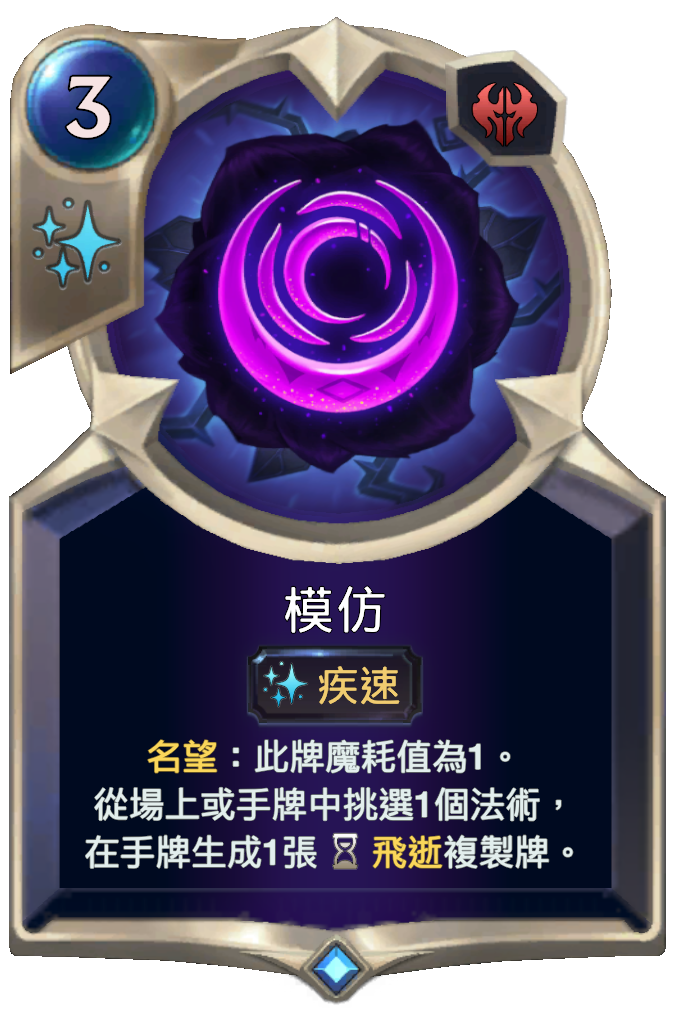 3
模仿
疾速
名望：此牌魔耗值為1。
從場上或手牌中挑選1個法術，
在手牌生成1張 飛逝複製牌。